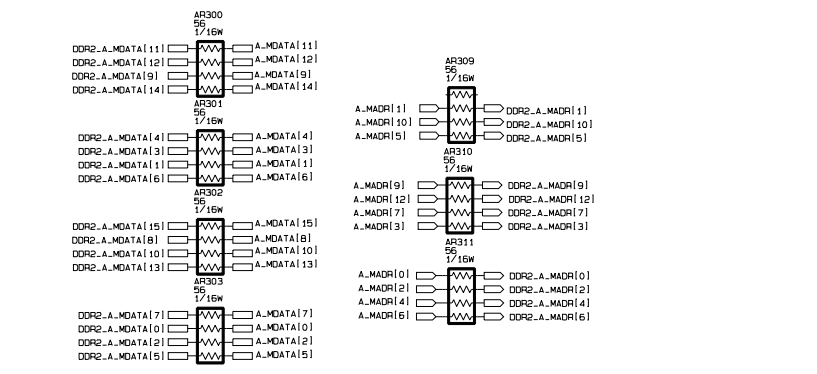 AR300
56
1/16W
DDR2_A_MDATA[11] A_MDATA[11]
DDR2_A_MDATA[12] A_MDATA[12]
DDR2_A_MDATA[9] A_MDATA[9]
DDR2_A_MDATA[14] A_MDATA[14]
AR301
56
1/16W
DDR2_A_MDATA[4] A_MDATA[4]
DDR2_A_MDATA[3] A_MDATA[3]
DDR2_A_MDATA[1] A_MDATA[1]
DDR2_A_MDATA[6] A_MDATA[6]
AR302
56
1/16W
DDR2_A_MDATA[15] A_MDATA[15]
DDR2_A_MDATA[8] A_MDATA[8]
DDR2_A_MDATA[10] A_MDATA[10]
DDR2_A_MDATA[13] A_MDATA[13]
AR303
56
1/16W
DDR2_A_MDATA[7] A_MDATA[7]
DDR2_A_MDATA[0] A_MDATA[0]
DDR2_A_MDATA[2] A_MDATA[2]
DDR2_A_MDATA[5] A_MDATA[5]
AR309
56
1/16W
A_MADR[1] DDR2_A_MADR[1]
A_MADR[10] DDR2_A_MADR[10]
A_MADR[5] DDR2_A_MADR[5]
AR310
56
1/16W
A_MADR[9] DDR2_A_MADR[9]
A_MADR[12] DDR2_A_MADR[12]
A_MADR[7] DDR2_A_MADR[7]
A_MADR[3] DDR2_A_MADR[3]
AR311
56
1/16W
A_MADR[0] DDR2_A_MADR[0]
A_MADR[2] DDR2_A_MADR[2]
A_MADR[4] DDR2_A_MADR[4]
A_MADR[6] DDR2_A_MADR[6]